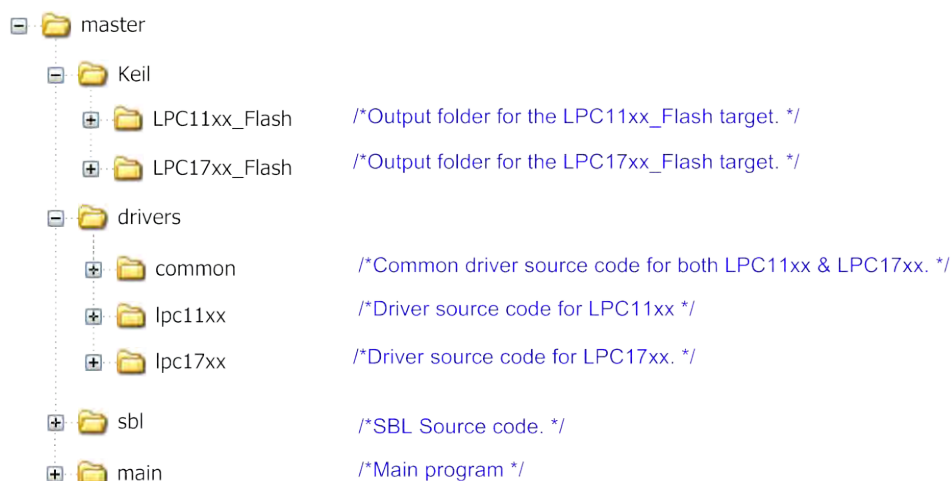 master
Keil
LPC11xx_Flash /*Output folder for the LPC11xx_Flash target. */
LPC17xx_Flash /*Output folder for the LPC17xx_Flash target. */
drivers
common /*Common driver source code for both LPC11xx & LPC17xx. */
lpc11xx /*Driver source code for LPC11xx */
lpc17xx /*Driver source code for LPC17xx. */
sbl /*SBL Source code. */
main /*Main program */